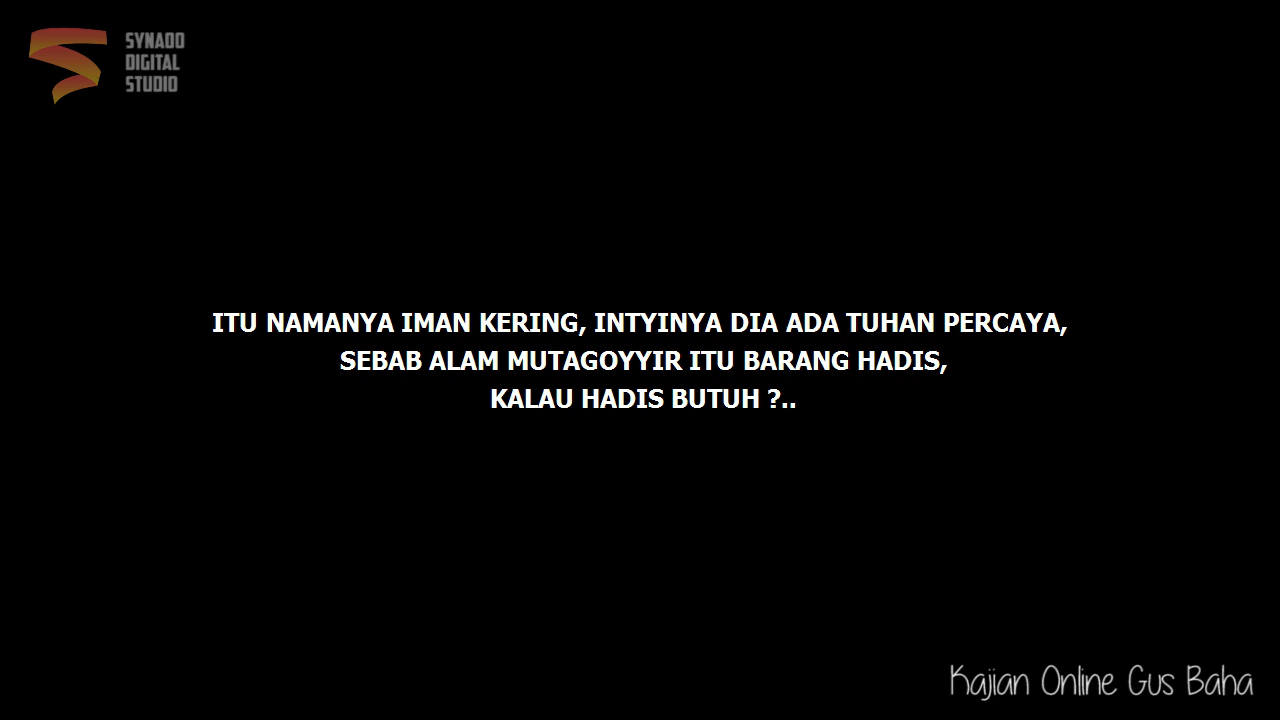 SYNADO
DIGITAL
STUDIO
ITU NAMANYA IMAN KERING, INTYINYA DIA ADA TUHAN PERCAYA,
SEBAB ALAM MUTAGOYYIR ITU BARANG HADIS,
KALAU HADIS BUTUH ?..
Kajian Online Gus Baha